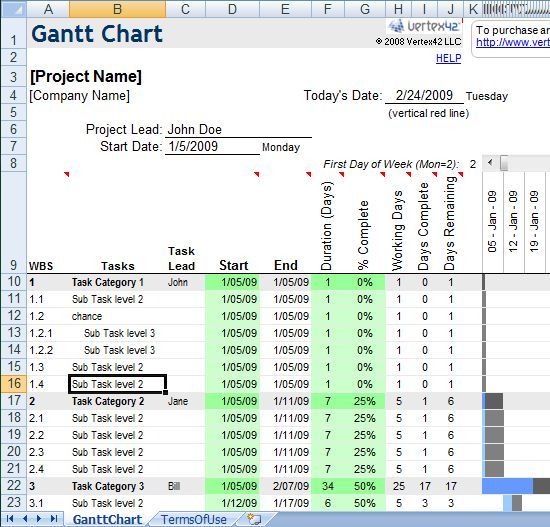 A B C D E F G H I J K
1 Gantt Chart vertex42 © 2008 Vertex42 LLC To purchase an
2 HELP http://www.vert
3 [Project Name]
4 [Company Name] Today's Date: 2/24/2009 Tuesday
5 (vertical red line)
6 Project Lead: John Doe
7 Start Date: 1/5/2009 Monday
8 First Day of Week (Mon=2): 2
9 WBS Tasks Task Lead Start End Duration (Days) % Complete Working Days Days Complete Days Remaining 05 - Jan - 09 12 - Jan - 09 19 - Jan - 09
10 1 Task Category 1 John 1/05/09 1/05/09 1 0% 1 0 1
11 1.1 Sub Task level 2 1/05/09 1/05/09 1 0% 1 0 1
12 1.2 chance 1/05/09 1/05/09 1 0% 1 0 1
13 1.2.1 Sub Task level 3 1/05/09 1/05/09 1 0% 1 0 1
14 1.2.2 Sub Task level 3 1/05/09 1/05/09 1 0% 1 0 1
15 1.3 Sub Task level 2 1/05/09 1/05/09 1 0% 1 0 1
16 1.4 Sub Task level 2 1/05/09 1/05/09 1 0% 1 0 1
17 2 Task Category 2 Jane 1/05/09 1/11/09 7 25% 5 1 6
18 2.1 Sub Task level 2 1/05/09 1/11/09 7 25% 5 1 6
19 2.2 Sub Task level 2 1/05/09 1/11/09 7 25% 5 1 6
20 2.3 Sub Task level 2 1/05/09 1/11/09 7 25% 5 1 6
21 2.4 Sub Task level 2 1/05/09 1/11/09 7 25% 5 1 6
22 3 Task Category 3 Bill 1/05/09 2/07/09 34 50% 25 17 17
23 3.1 Sub Task level 2 1/12/09 1/17/09 6 50% 5 3 3
GanttChart TermsOfUse